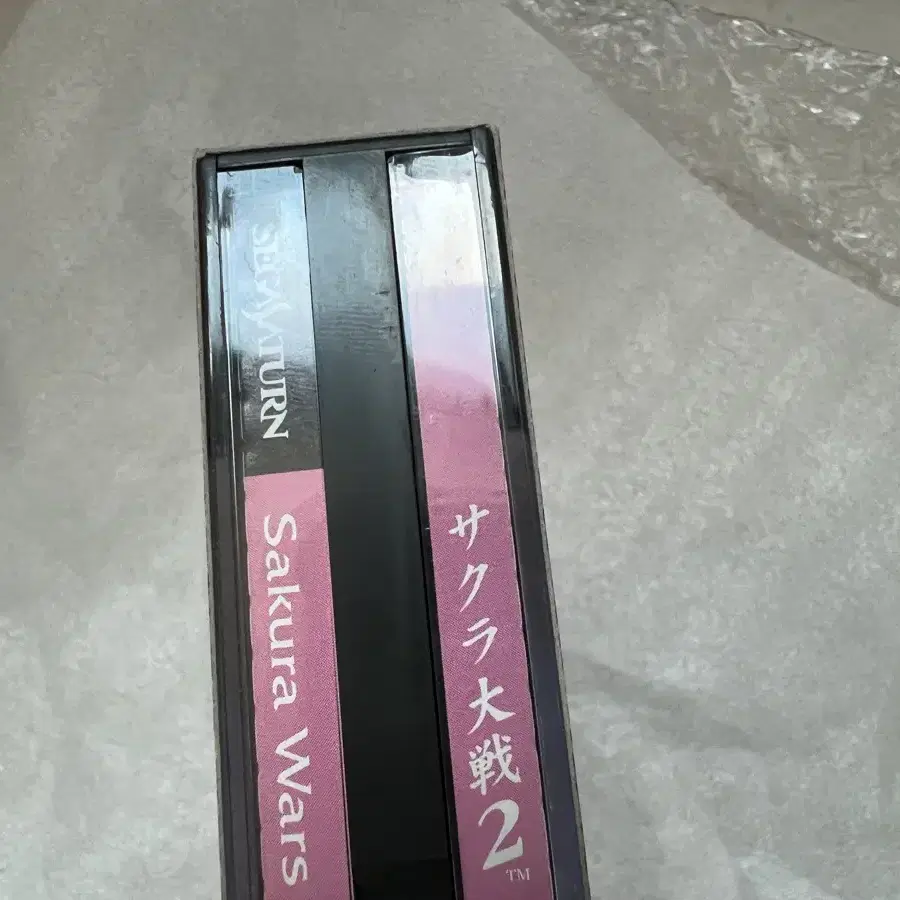 SEGA SATURN
Sakura Wars
サクラ大戦2
TM